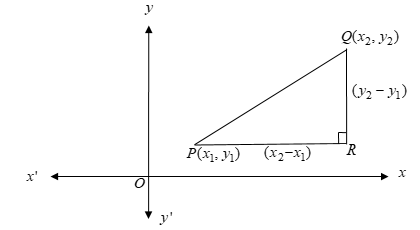 y
Q(x₂, y₂)
(y₂ − y₁)
P(x₁, y₁)
(x₂−x₁)
R
x'
O
x
y'